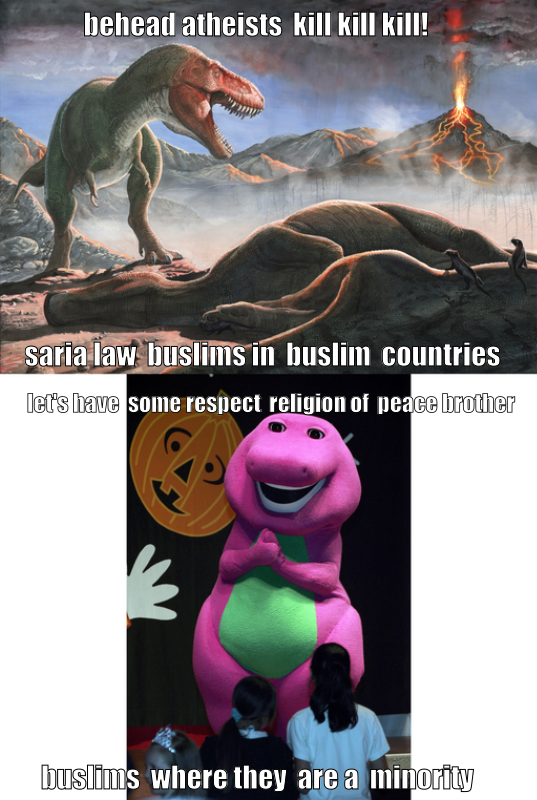 behead atheists kill kill kill!
saria law buslims in buslim countries
let's have some respect religion of peace brother
buslims where they are a minority